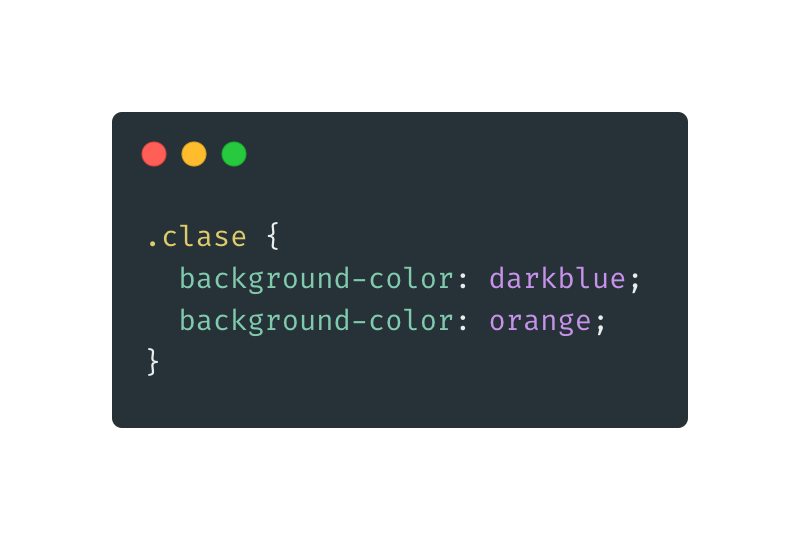 .clase {
  background-color: darkblue;
  background-color: orange;
}